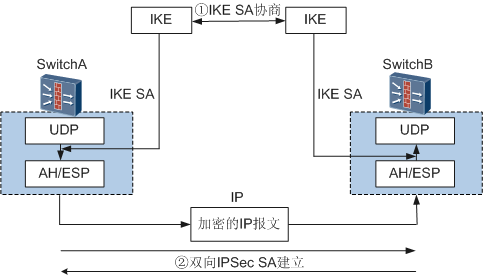 ①IKE SA协商
IKE
IKE
SwitchA
SwitchB
IKE SA
IKE SA
UDP
UDP
AH/ESP
AH/ESP
IP
加密的IP报文
②双向IPSec SA建立